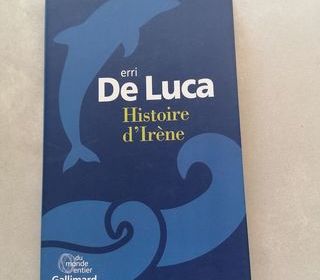 erri
De Luca
Histoire
d'Irène
du
monde
entier
Gallimard